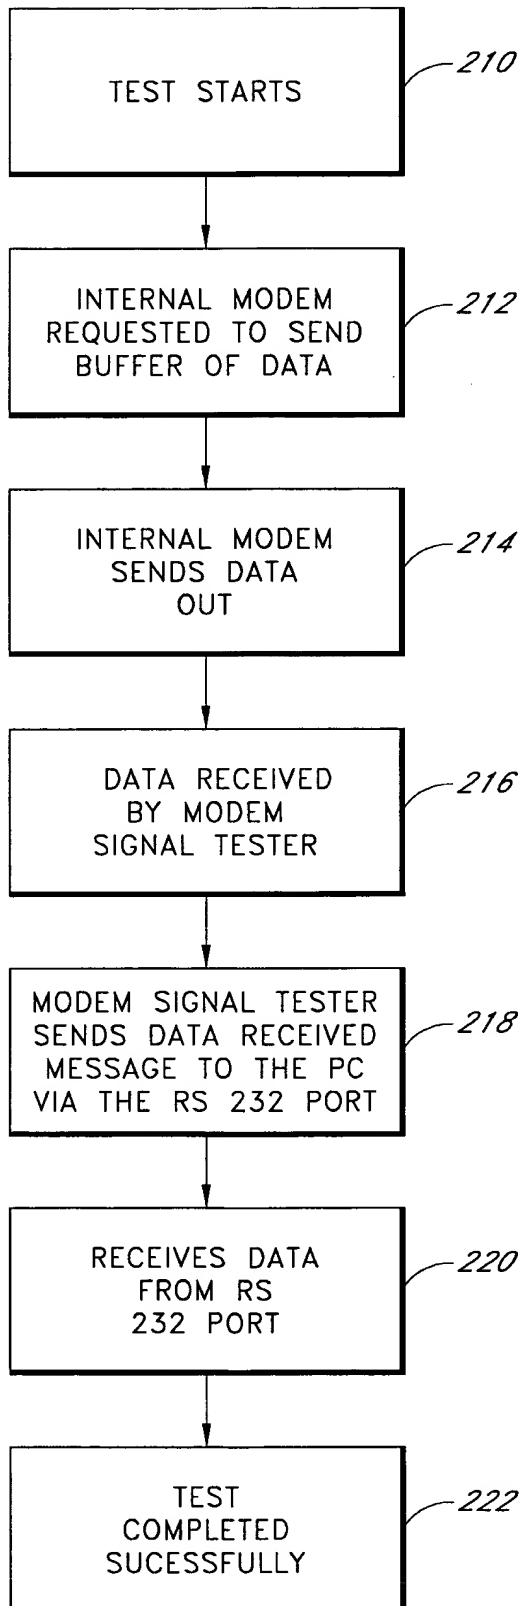 TEST STARTS
210
INTERNAL MODEM
REQUESTED TO SEND
BUFFER OF DATA
212
INTERNAL MODEM
SENDS DATA
OUT
214
DATA RECEIVED
BY MODEM
SIGNAL TESTER
216
MODEM SIGNAL TESTER
SENDS DATA RECEIVED
MESSAGE TO THE PC
VIA THE RS 232 PORT
218
RECEIVES DATA
FROM RS
232 PORT
220
TEST
COMPLETED
SUCESSFULLY
222